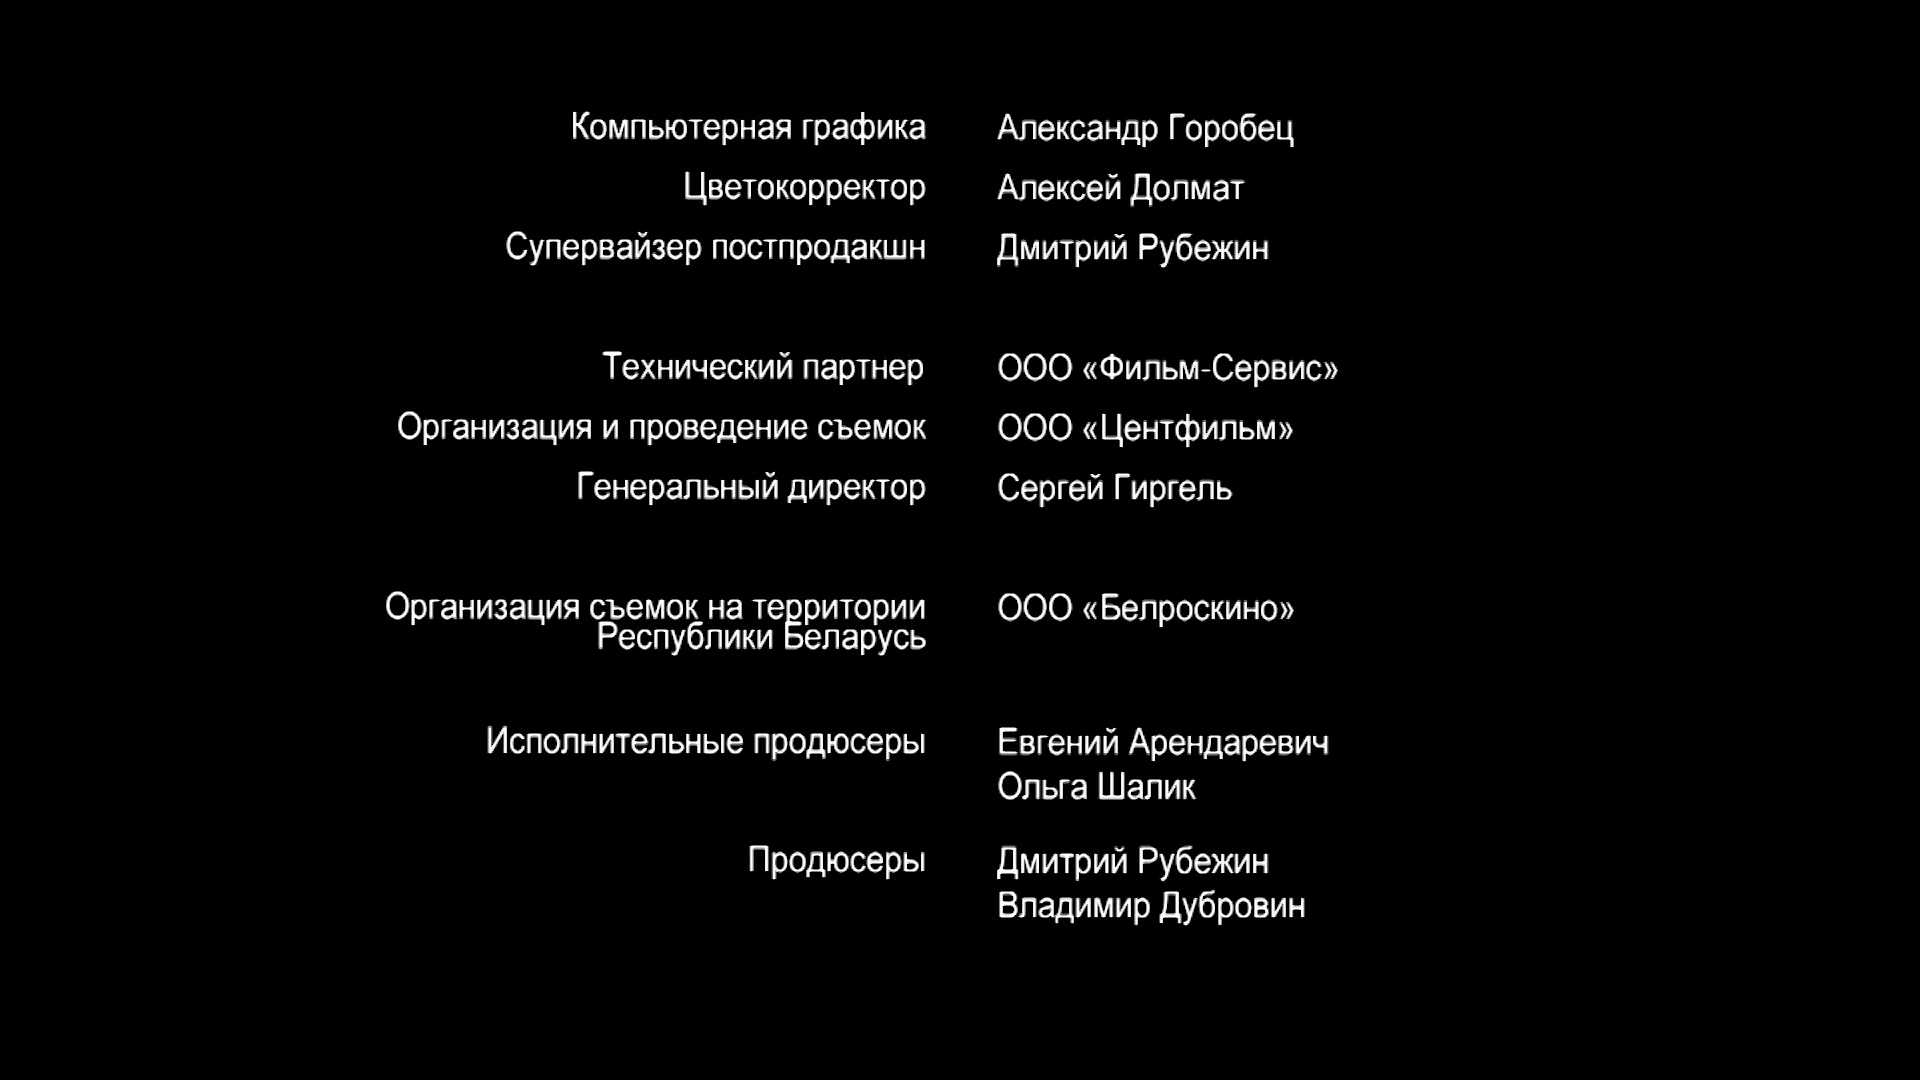 Компьютерная графика Александр Горобец
Цветокорректор Алексей Долмат
Супервайзер постпродакшн Дмитрий Рубежин
Технический партнер ООО «Фильм-Сервис»
Организация и проведение съемок ООО «Центфильм»
Генеральный директор Сергей Гиргель
Организация съемок на территории ООО «Белроскино»
Республики Беларусь
Исполнительные продюсеры Евгений Арендаревич
Ольга Шалик
Продюсеры Дмитрий Рубежин
Владимир Дубровин